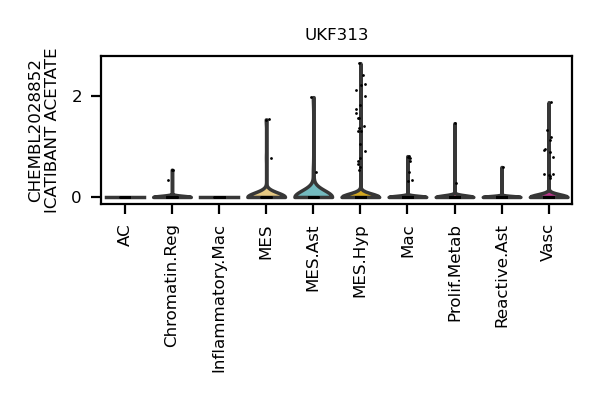 UKF313
CHEMBL2028852
ICATIBANT ACETATE
2
0
AC
Chromatin.Reg
Inflammatory.Mac
MES
MES.Ast
MES.Hyp
Mac
Prolif.Metab
Reactive.Ast
Vasc